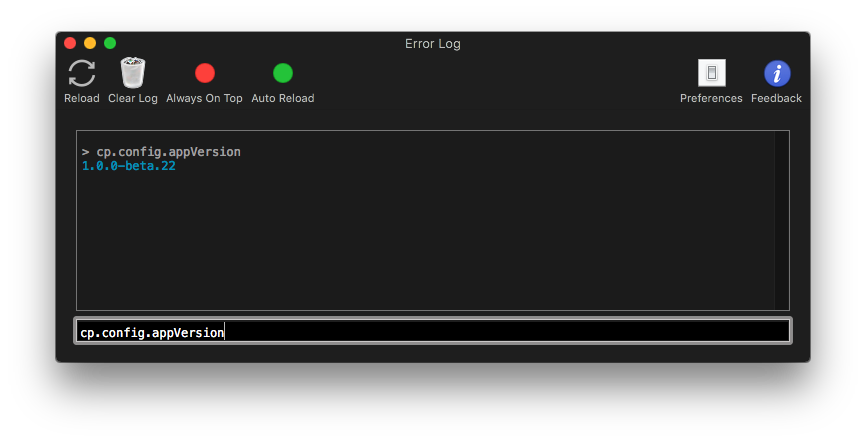 Error Log
Reload Clear Log Always On Top Auto Reload Preferences Feedback
> cp.config.appVersion
1.0.0-beta.22
cp.config.appVersion